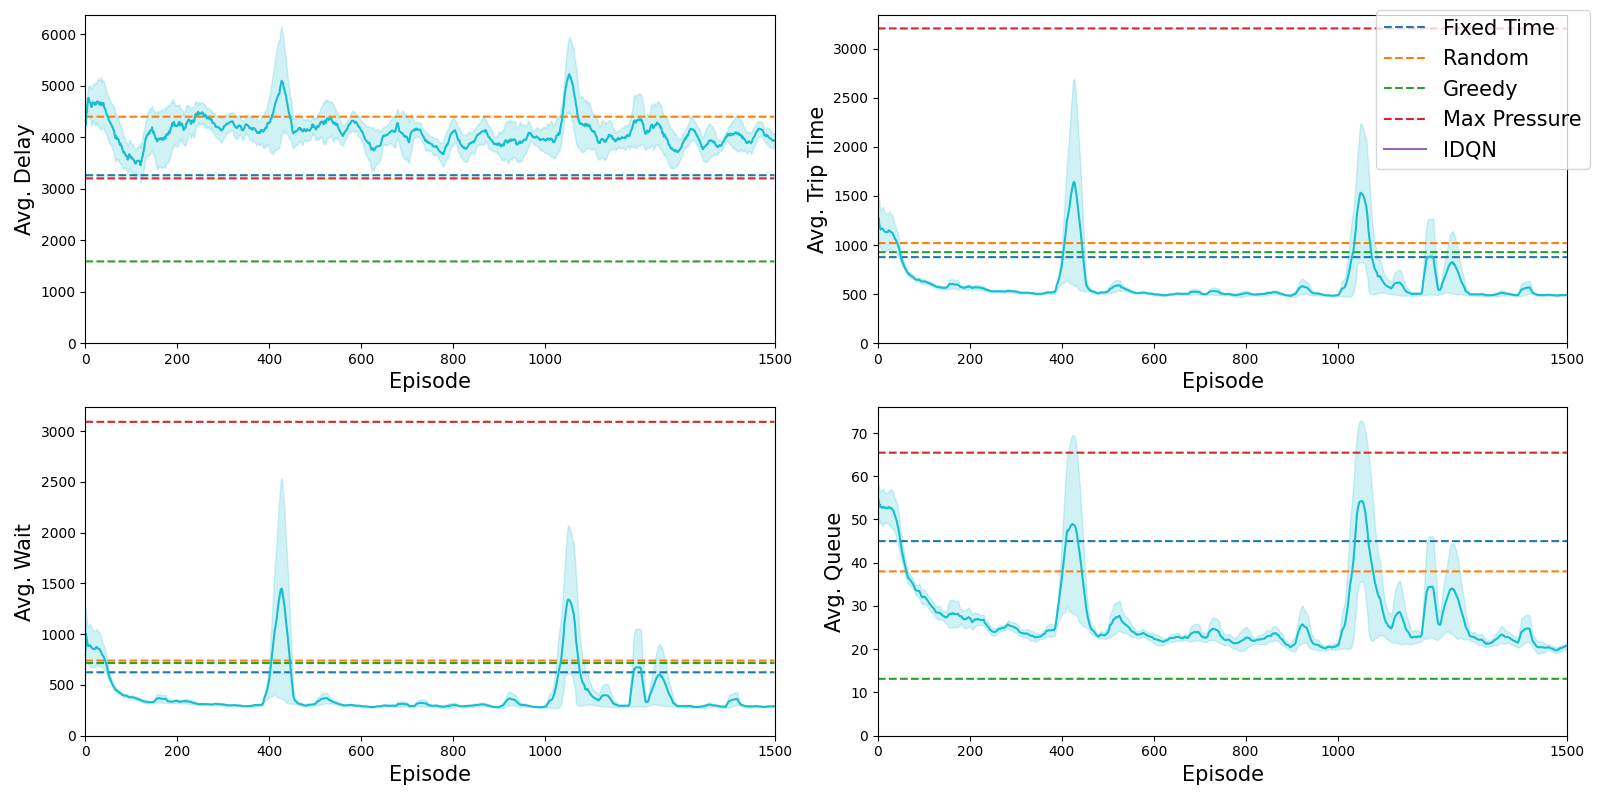 6000
5000
4000
3000
2000
1000
0
Avg. Delay
0 200 400 600 800 1000 1500
Episode
3000
2500
2000
1500
1000
500
0
Avg. Trip Time
0 200 400 600 800 1000 1500
Episode
Fixed Time
Random
Greedy
Max Pressure
IDQN
3000
2500
2000
1500
1000
500
0
Avg. Wait
0 200 400 600 800 1000 1500
Episode
70
60
50
40
30
20
10
0
Avg. Queue
0 200 400 600 800 1000 1500
Episode